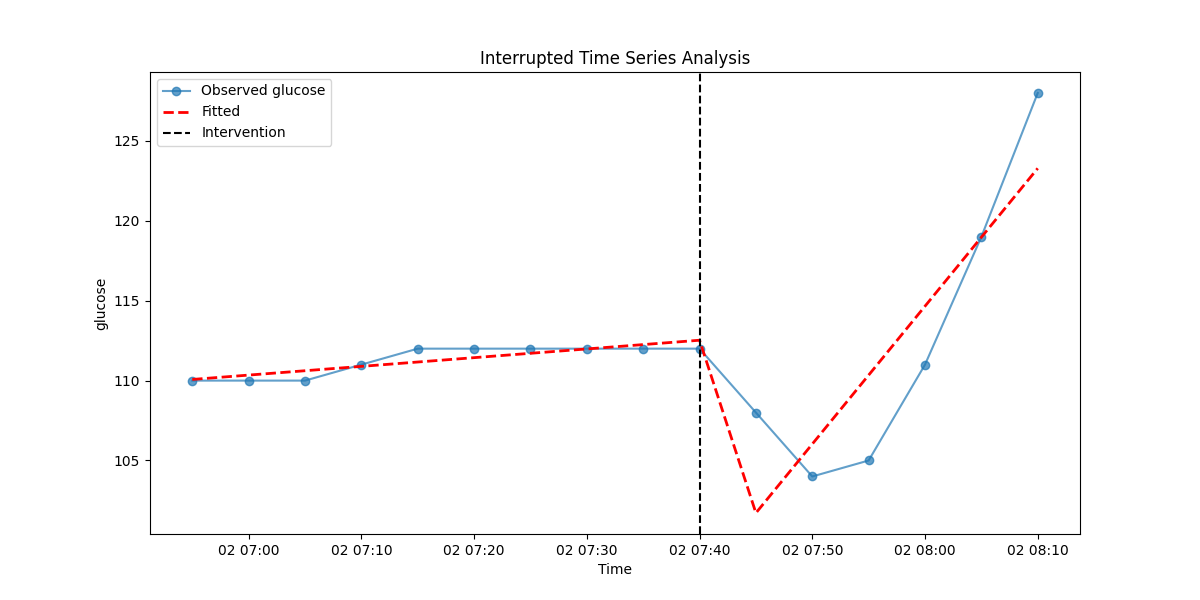 Interrupted Time Series Analysis
Observed glucose
Fitted
Intervention
glucose
125
120
115
110
105
02 07:00
02 07:10
02 07:20
02 07:30
02 07:40
02 07:50
02 08:00
02 08:10
Time